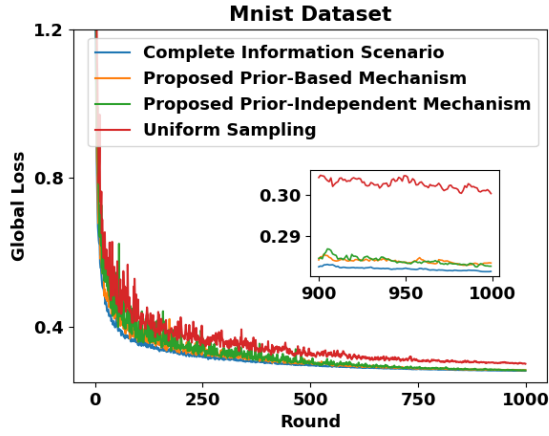 Mnist Dataset
1.2
0.8
0.4
Global Loss
Complete Information Scenario
Proposed Prior-Based Mechanism
Proposed Prior-Independent Mechanism
Uniform Sampling
0.30
0.29
900
950
1000
0
250
500
750
1000
Round